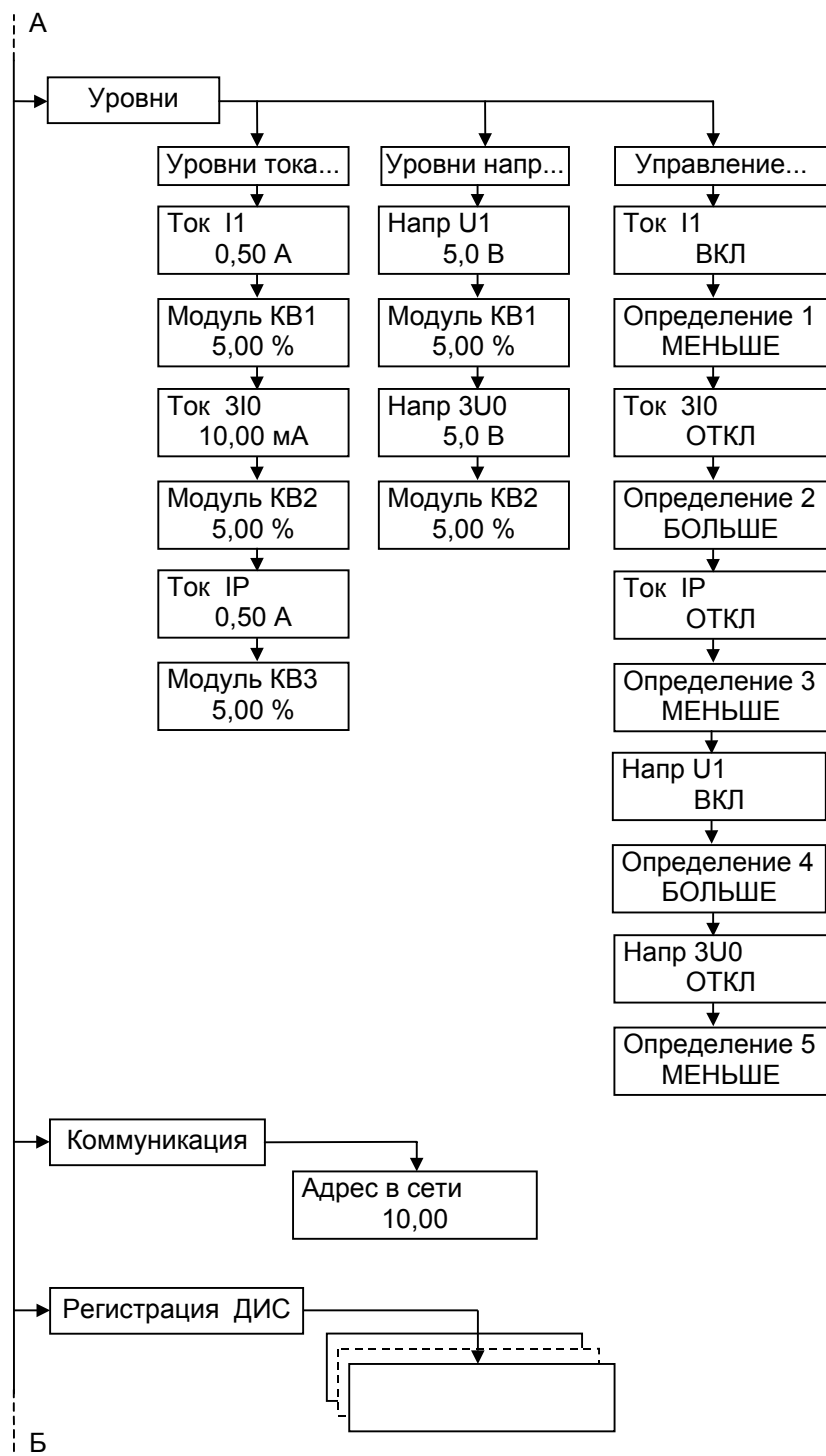 А
Уровни
Уровни тока...
Ток I1
0,50 А
Модуль КВ1
5,00 %
Ток 3I0
10,00 мА
Модуль КВ2
5,00 %
Ток IP
0,50 А
Модуль КВ3
5,00 %
Уровни напр...
Напр U1
5,0 В
Модуль КВ1
5,00 %
Напр 3U0
5,0 В
Модуль КВ2
5,00 %
Управление...
Ток I1
ВКЛ
Определение 1
МЕНЬШЕ
Ток 3I0
ОТКЛ
Определение 2
БОЛЬШЕ
Ток IP
ОТКЛ
Определение 3
МЕНЬШЕ
Напр U1
ВКЛ
Определение 4
БОЛЬШЕ
Напр 3U0
ОТКЛ
Определение 5
МЕНЬШЕ
Коммуникация
Адрес в сети
10,00
Регистрация ДИС
Б